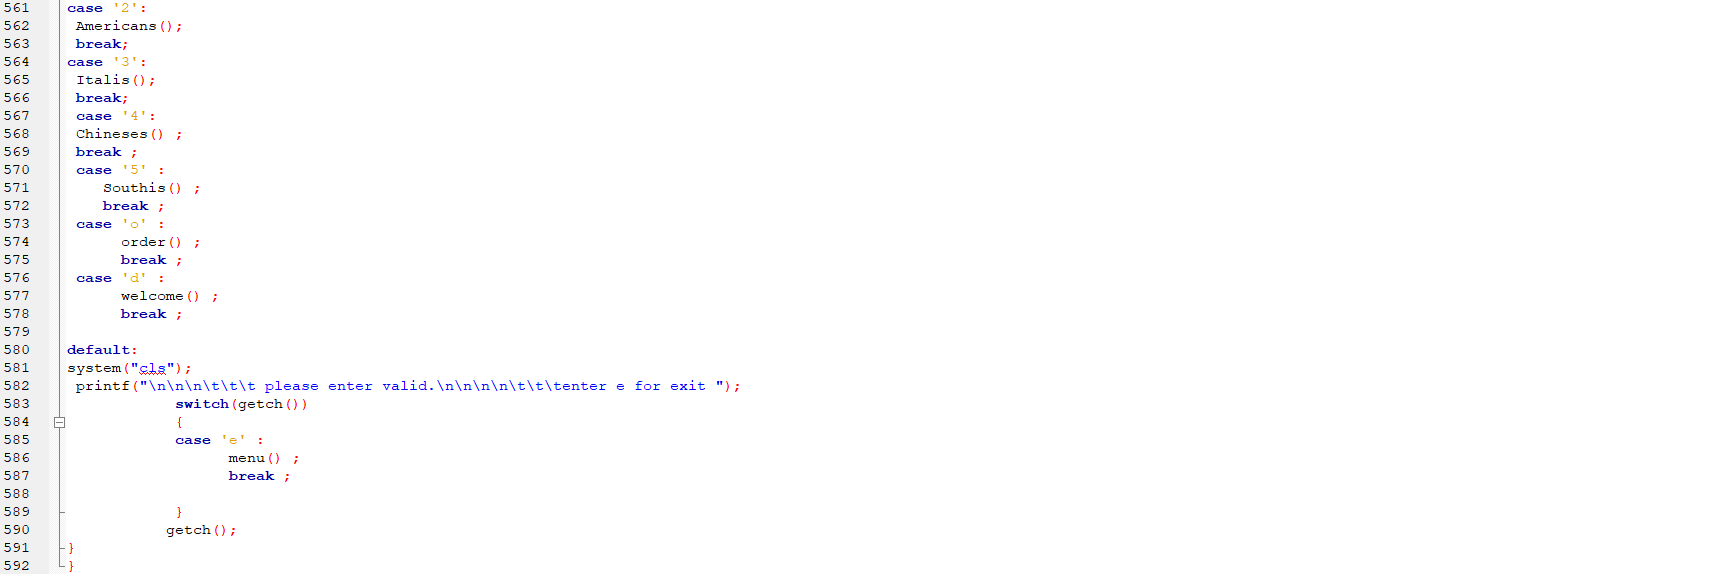 561 case '2':
562 Americans();
563 break;
564 case '3':
565 Italis();
566 break;
567 case '4':
568 Chineses() ;
569 break ;
570 case '5' :
571 Southis() ;
572 break ;
573 case 'o' :
574 order() ;
575 break ;
576 case 'd' :
577 welcome() ;
578 break ;
579
580 default:
581 system("cls");
582 printf("\n\n\n\t\t\t please enter valid.\n\n\n\n\t\t\tenter e for exit ");
583 switch(getch())
584 {
585 case 'e' :
586 menu() ;
587 break ;
588
589 }
590 getch();
591 }
592 }